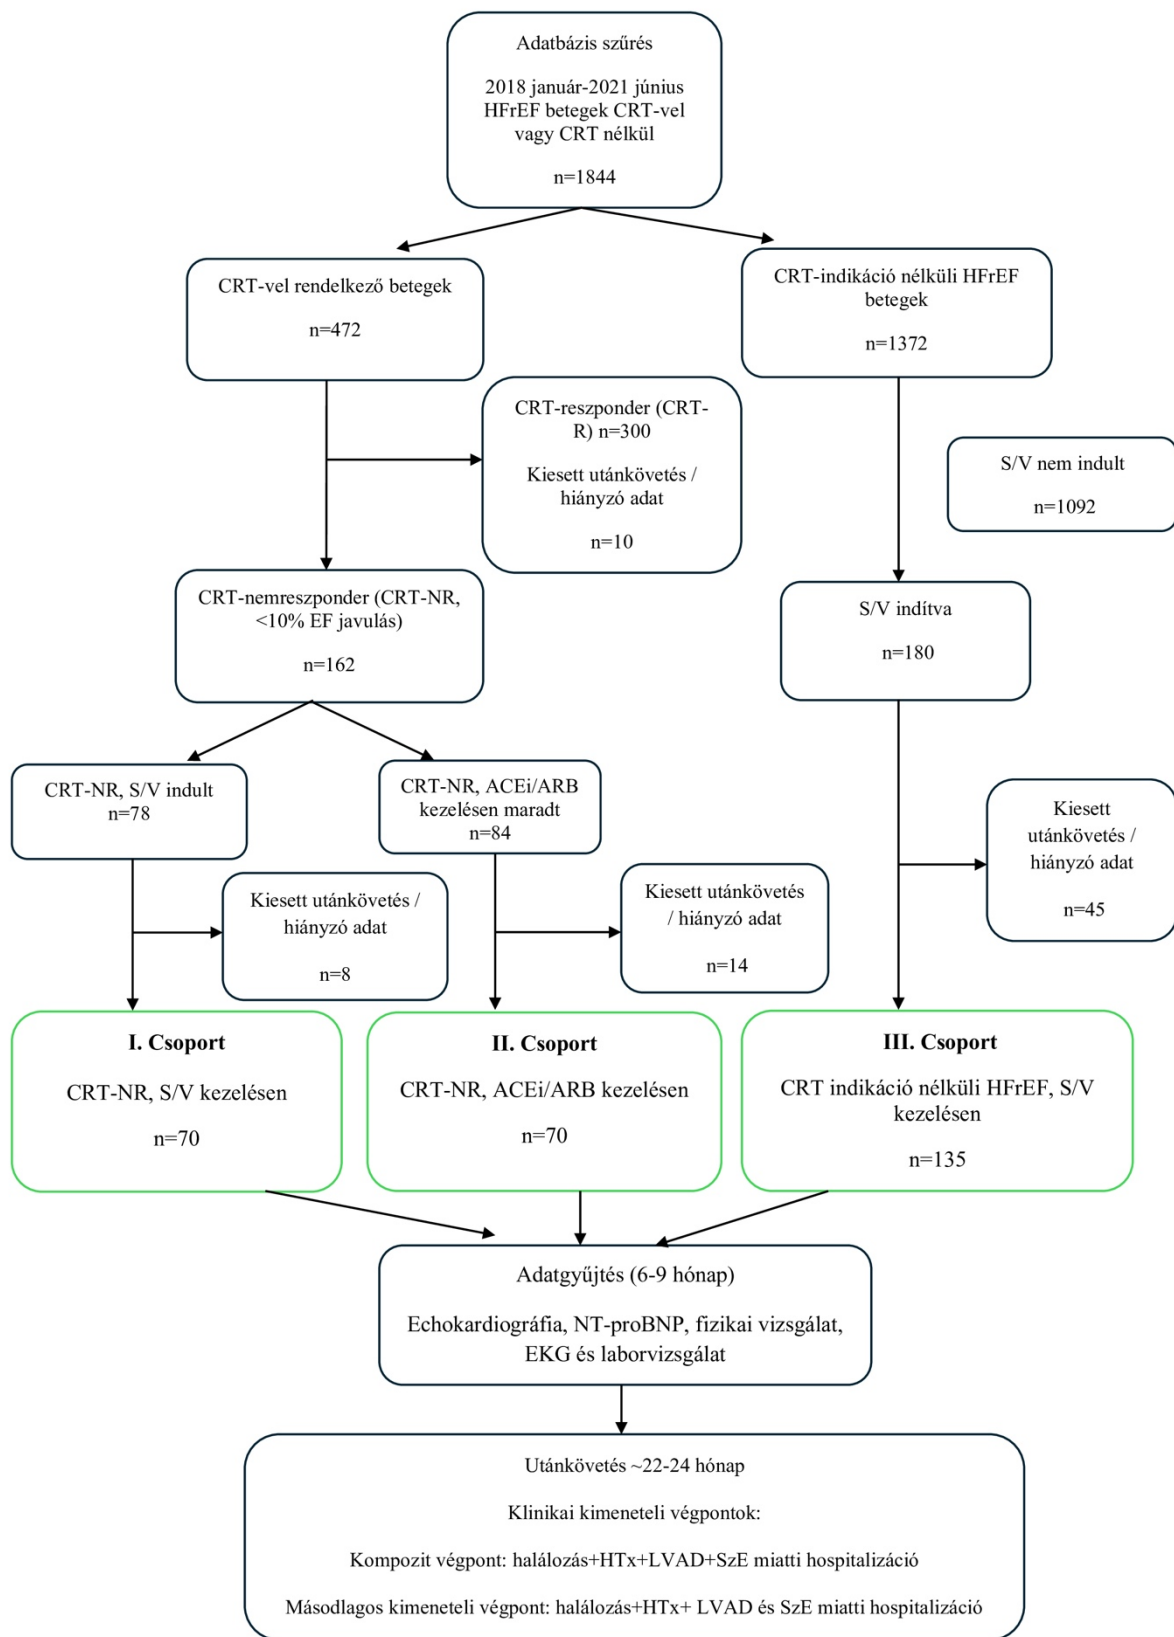 Adatbázis szűrés
2018 január-2021 június
HFrEF betegek CRT-vel
vagy CRT nélkül
n=1844
CRT-vel rendelkező betegek
n=472
CRT-indikáció nélküli HFrEF
betegek
n=1372
CRT-reszponder (CRT-
R) n=300
Kiesett utánkövetés /
hiányzó adat
n=10
S/V nem indult
n=1092
CRT-nemreszponder (CRT-NR,
<10% EF javulás)
n=162
S/V indítva
n=180
CRT-NR, S/V indult
n=78
CRT-NR, ACEi/ARB
kezelésen maradt
n=84
Kiesett
utánkövetés /
hiányzó adat
n=45
Kiesett utánkövetés /
hiányzó adat
n=8
Kiesett utánkövetés
/ hiányzó adat
n=14
I. Csoport
CRT-NR, S/V kezelésen
n=70
II. Csoport
CRT-NR, ACEi/ARB kezelésen
n=70
III. Csoport
CRT indikáció nélküli HFrEF, S/V
kezelésen
n=135
Adatgyűjtés (6-9 hónap)
Echokardiográfia, NT-proBNP, fizikai vizsgálat,
EKG és laborvizsgálat
Utánkövetés ~22-24 hónap
Klinikai kimeneteli végpontok:
Kompozit végpont: halálozás+HTx+LVAD+SzE miatti hospitalizáció
Másodlagos kimeneteli végpont: halálozás+HTx+ LVAD és SzE miatti hospitalizáció